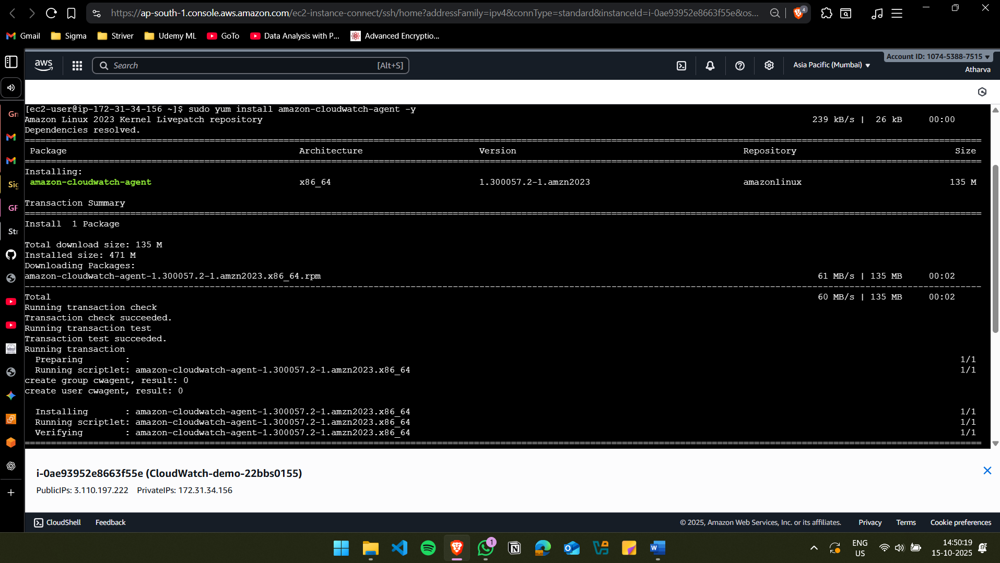 https://ap-south-1.console.aws.amazon.com/ec2-instance-connect/ssh/home?addressFamily=ipv4&connType=standard&instanceId=i-0ae93952e8663f55e&os...
4
Gmail Sigma Striver Udemy ML GoTo Data Analysis with P... Advanced Encryptio...
aws Search [Alt+S] Asia Pacific (Mumbai) Account ID: 1074-5388-7515
Atharva
Gn
Sig
GF
Str
[ec2-user@ip-172-31-34-156 ~]$ sudo yum install amazon-cloudwatch-agent -y
Amazon Linux 2023 Kernel Livepatch repository 239 kB/s | 26 kB 00:00
Dependencies resolved.
Package Architecture Version Repository Size
Installing:
amazon-cloudwatch-agent x86_64 1.300057.2-1.amzn2023 amazonlinux 135 M
Transaction Summary
Install 1 Package
Total download size: 135 M
Installed size: 471 M
Downloading Packages:
amazon-cloudwatch-agent-1.300057.2-1.amzn2023.x86_64.rpm 61 MB/s | 135 MB 00:02
Total 60 MB/s | 135 MB 00:02
Running transaction check
Transaction check succeeded.
Running transaction test
Transaction test succeeded.
Running transaction
Preparing : 1/1
Running scriptlet: amazon-cloudwatch-agent-1.300057.2-1.amzn2023.x86_64 1/1
create group cwagent, result: 0
create user cwagent, result: 0
Installing : amazon-cloudwatch-agent-1.300057.2-1.amzn2023.x86_64 1/1
Running scriptlet: amazon-cloudwatch-agent-1.300057.2-1.amzn2023.x86_64 1/1
Verifying : amazon-cloudwatch-agent-1.300057.2-1.amzn2023.x86_64 1/1
i-0ae93952e8663f55e (CloudWatch-demo-22bbs0155)
PublicIPs: 3.110.197.222 PrivateIPs: 172.31.34.156
CloudShell Feedback © 2025, Amazon Web Services, Inc. or its affiliates. Privacy Terms Cookie preferences
1
ENG
US
14:50:19
15-10-2025